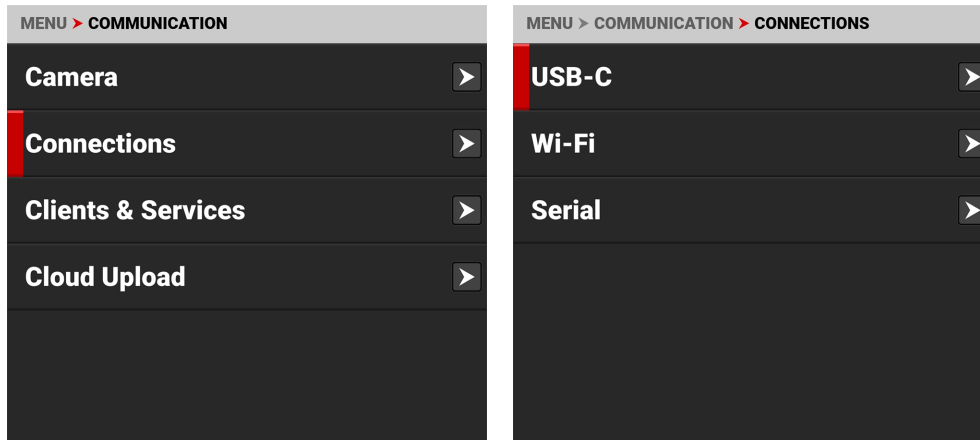 MENU > COMMUNICATION
Camera
Connections
Clients & Services
Cloud Upload
MENU > COMMUNICATION > CONNECTIONS
USB-C
Wi-Fi
Serial